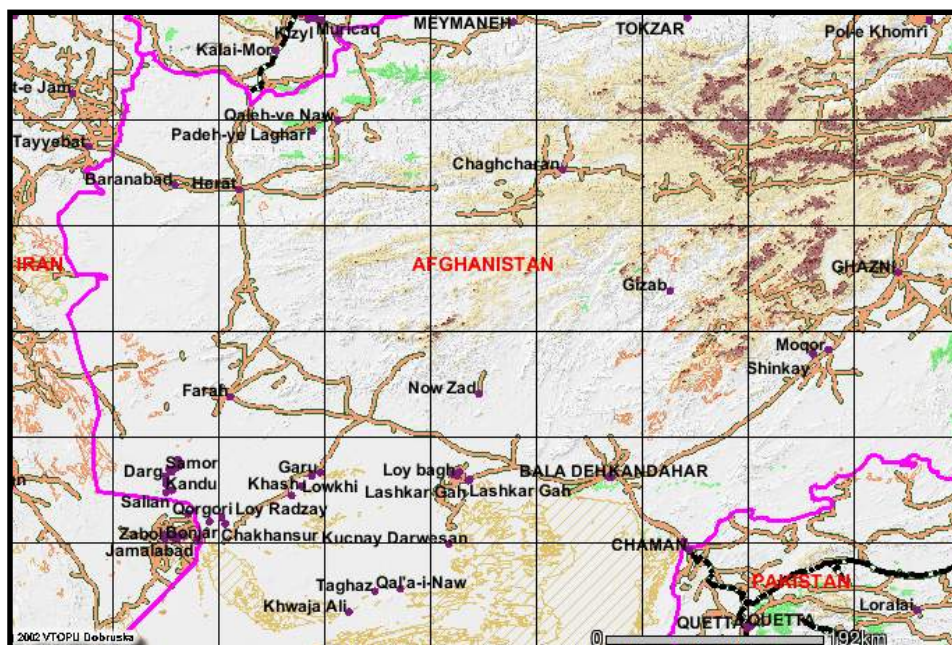 MEYMANEH
TOKZAR
Pol-e Khomri
Kizyl
Muricaq
Kalai-Mor
t-e Jam
Qaleh-ye Naw
Padeh-ye Laghari
Tayyebat
Chaghcharan
Baranabad
Herat
IRAN
AFGHANISTAN
GHAZNI
Gizab
Moqor
Shinkay
Farah
Now Zad
Samor
Darg
Kandu
Garu
Loy bagh
BALA DEHKANDAHAR
Khash
Lowkhi
Lashkar Gah
Lashkar Gah
Salian
Qorgori
Loy Radzay
Zabol
Bonjar
Chakhansur
Kucnay Darwesan
Jamalabad
CHAMAN
Taghaz
Qal'a-i-Naw
PAKISTAN
Khwaja Ali
Loralai
QUETTA
QUETTA
2002 VTOPU Dobruska
0
192km